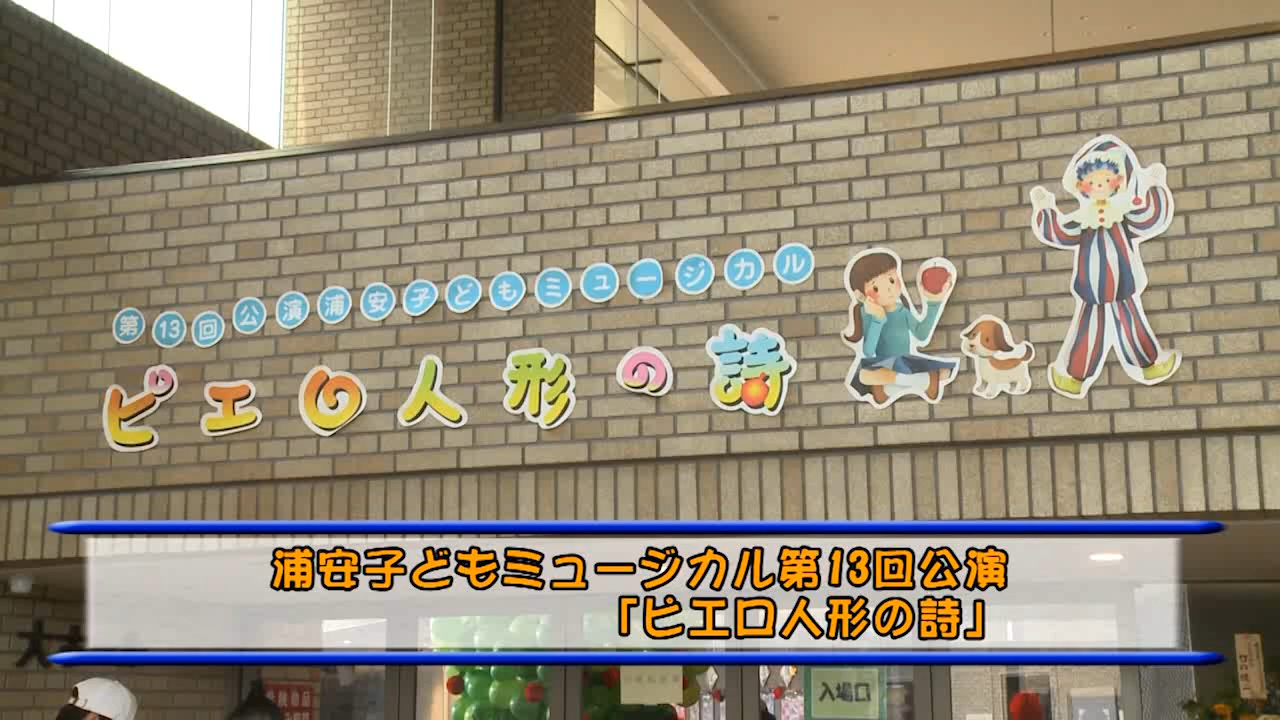 第13回公演浦安子どもミュージカル
ピエロ人形の詩
浦安子どもミュージカル第13回公演
「ピエロ人形の詩」
入場口